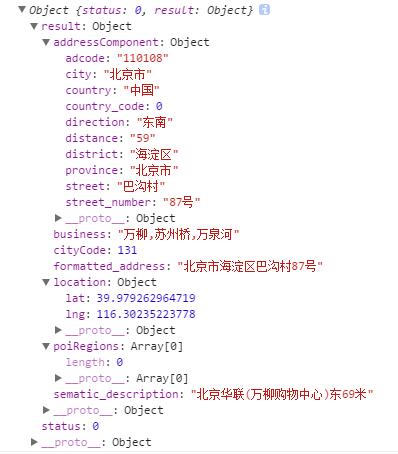 Object {status: 0, result: Object}
result: Object
addressComponent: Object
adcode: "110108"
city: "北京市"
country: "中国"
country_code: 0
direction: "东南"
distance: "59"
district: "海淀区"
province: "北京市"
street: "巴沟村"
street_number: "87号"
__proto__: Object
business: "万柳,苏州桥,万泉河"
cityCode: 131
formatted_address: "北京市海淀区巴沟村87号"
location: Object
lat: 39.979262964719
lng: 116.30235223778
__proto__: Object
poiRegions: Array[0]
length: 0
__proto__: Array[0]
sematic_description: "北京华联(万柳购物中心)东69米"
__proto__: Object
status: 0
__proto__: Object